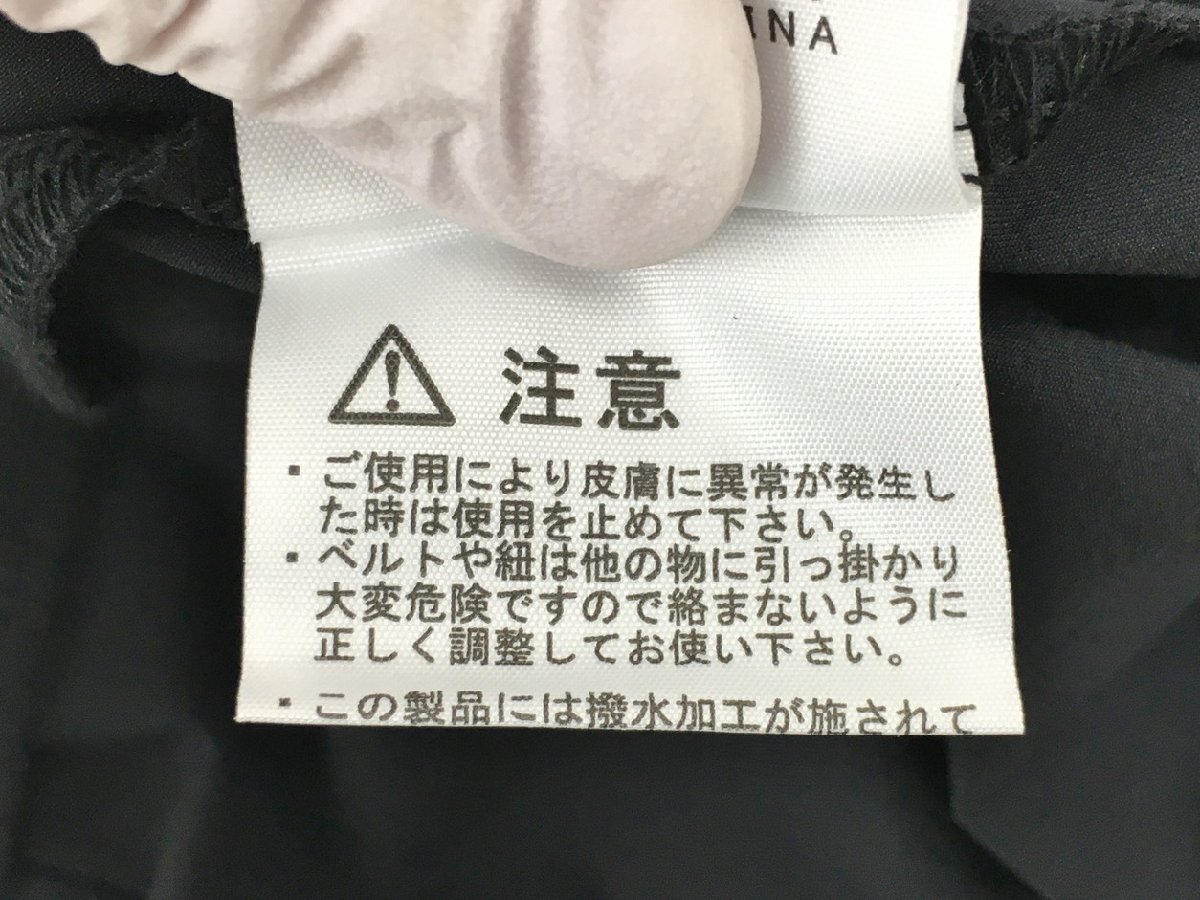 INA
注意
・ご使用により皮膚に異常が発生し
た時は使用を止めて下さい。
・ベルトや紐は他の物に引っ掛かり
大変危険ですので絡まないように
正しく調整してお使い下さい。
・この製品には撥水加工が施されて